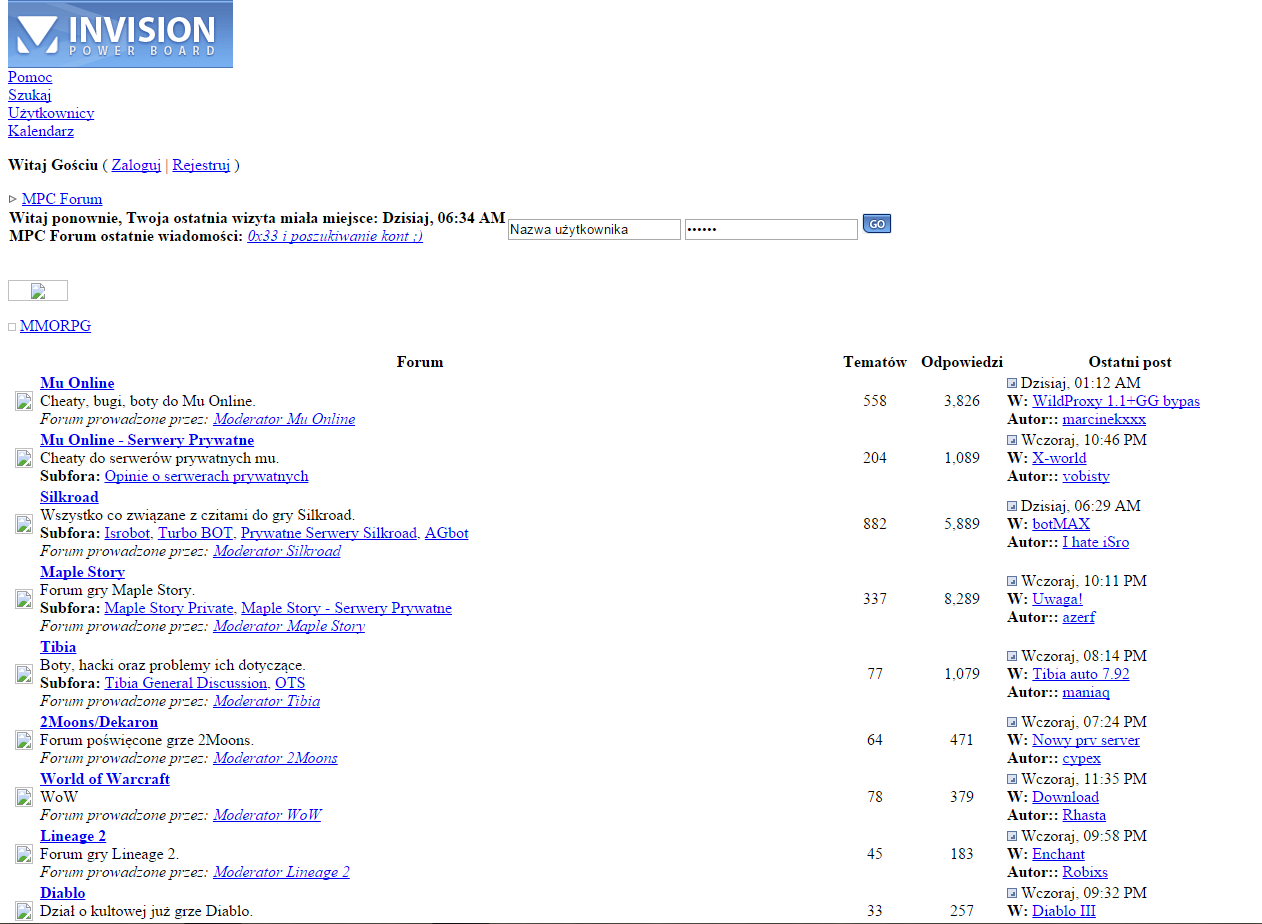 INVISION
POWER BOARD
Pomoc
Szukaj
Użytkownicy
Kalendarz
Witaj Gościu ( Zaloguj | Rejestruj )
MPC Forum
Witaj ponownie, Twoja ostatnia wizyta miała miejsce: Dzisiaj, 06:34 AM
MPC Forum ostatnie wiadomości: 0x33 i poszukiwanie kont ;)
Nazwa użytkownika •••••• GO
MMORPG
Forum Tematów Odpowiedzi Ostatni post
Mu Online
Cheaty, bugi, boty do Mu Online.
Forum prowadzone przez: Moderator Mu Online
558 3,826
Dzisiaj, 01:12 AM
W: WildProxy 1.1+GG bypas
Autor:: marcinekxxx
Mu Online - Serwery Prywatne
Cheaty do serwerów prywatnych mu.
Subfora: Opinie o serwerach prywatnych
204 1,089
Wczoraj, 10:46 PM
W: X-world
Autor:: vobisty
Silkroad
Wszystko co związane z czitami do gry Silkroad.
Subfora: Isrobot, Turbo BOT, Prywatne Serwery Silkroad, AGbot
Forum prowadzone przez: Moderator Silkroad
882 5,889
Dzisiaj, 06:29 AM
W: botMAX
Autor:: I hate iSro
Maple Story
Forum gry Maple Story.
Subfora: Maple Story Private, Maple Story - Serwery Prywatne
Forum prowadzone przez: Moderator Maple Story
337 8,289
Wczoraj, 10:11 PM
W: Uwaga!
Autor:: azerf
Tibia
Boty, hacki oraz problemy ich dotyczące.
Subfora: Tibia General Discussion, OTS
Forum prowadzone przez: Moderator Tibia
77 1,079
Wczoraj, 08:14 PM
W: Tibia auto 7.92
Autor:: maniaq
2Moons/Dekaron
Forum poświęcone grze 2Moons.
Forum prowadzone przez: Moderator 2Moons
64 471
Wczoraj, 07:24 PM
W: Nowy prv server
Autor:: cypex
World of Warcraft
WoW
Forum prowadzone przez: Moderator WoW
78 379
Wczoraj, 11:35 PM
W: Download
Autor:: Rhasta
Lineage 2
Forum gry Lineage 2.
Forum prowadzone przez: Moderator Lineage 2
45 183
Wczoraj, 09:58 PM
W: Enchant
Autor:: Robixs
Diablo
Dział o kultowej już grze Diablo.
33 257
Wczoraj, 09:32 PM
W: Diablo III